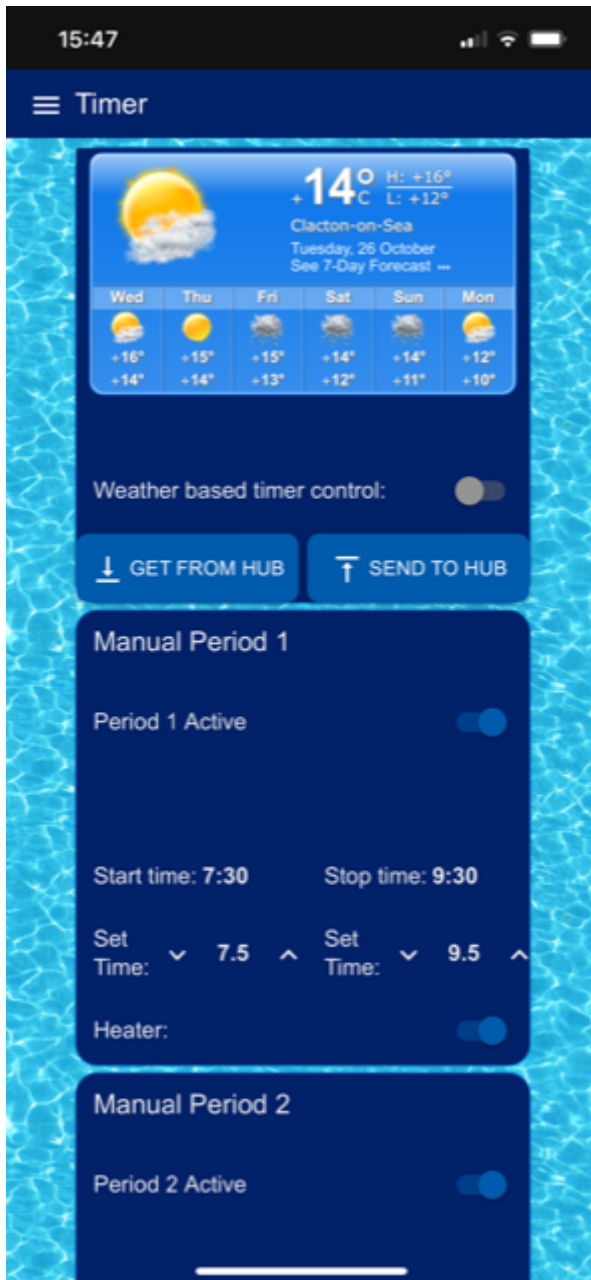 15:47
Timer
+14°C H: +16°
L: +12°
Clacton-on-Sea
Tuesday, 26 October
See 7-Day Forecast ...
Wed Thu Fri Sat Sun Mon
+16° +15° +15° +14° +14° +12°
+14° +14° +13° +12° +11° +10°
Weather based timer control:
GET FROM HUB SEND TO HUB
Manual Period 1
Period 1 Active
Start time: 7:30 Stop time: 9:30
Set Time: 7.5 Set Time: 9.5
Heater:
Manual Period 2
Period 2 Active